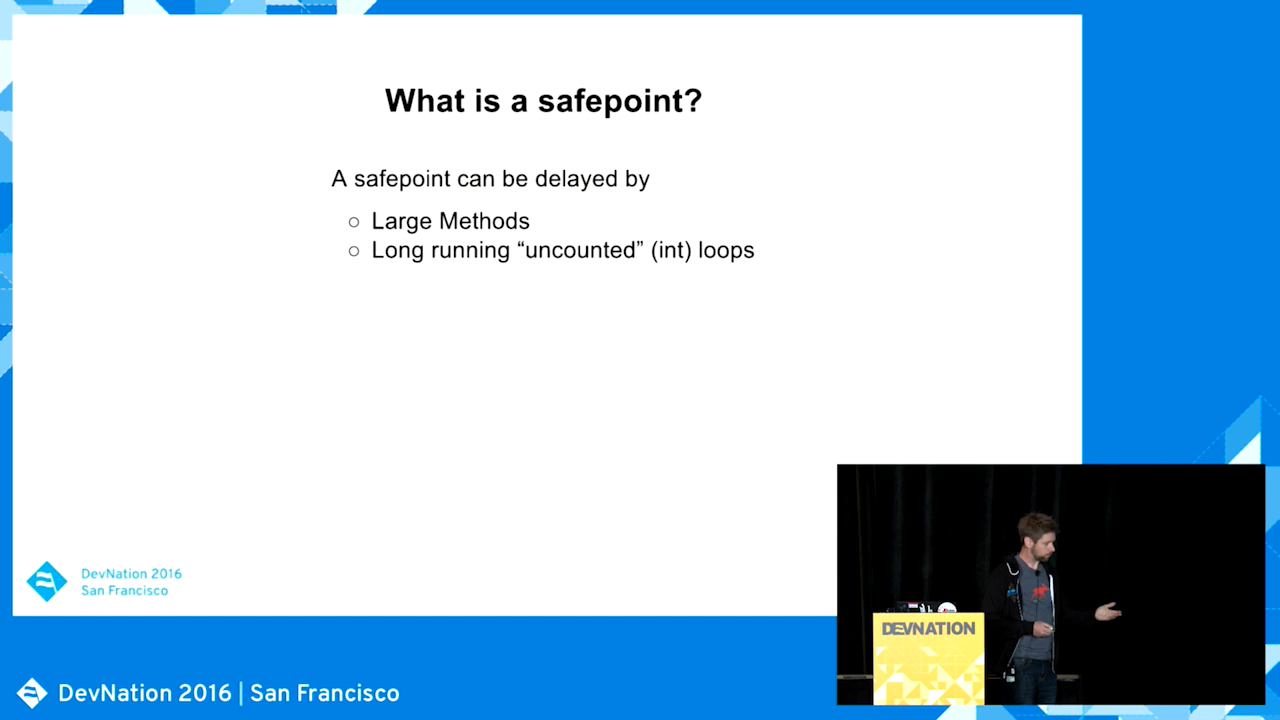 What is a safepoint?
A safepoint can be delayed by
○ Large Methods
○ Long running “uncounted” (int) loops
DevNation 2016
San Francisco
DEVNATION
DevNation 2016 | San Francisco